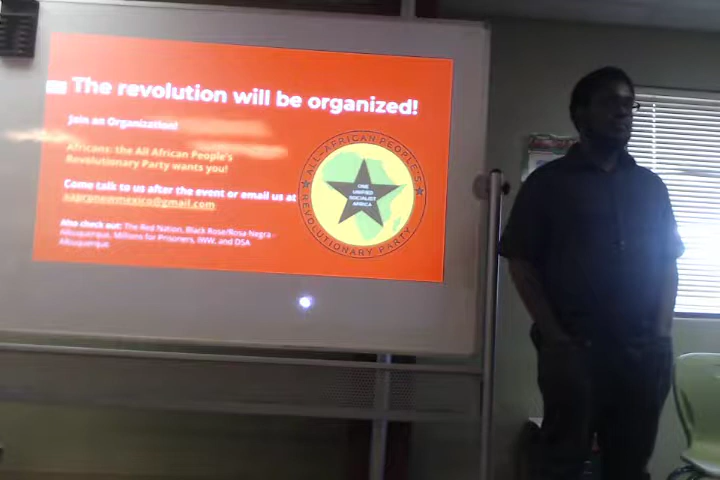 The revolution will be organized!
Join an Organization!
Africans: the All African People's
Revolutionary Party wants you!
Come talk to us after the event or email us at
aaprpnewmexico@gmail.com
Also check out: The Red Nation, Black Rose/Rosa Negra -
Albuquerque, Millions for Prisoners, IWW, and DSA
Albuquerque
ALL-AFRICAN PEOPLE'S
REVOLUTIONARY PARTY
ONE
UNIFIED
SOCIALIST
AFRICA